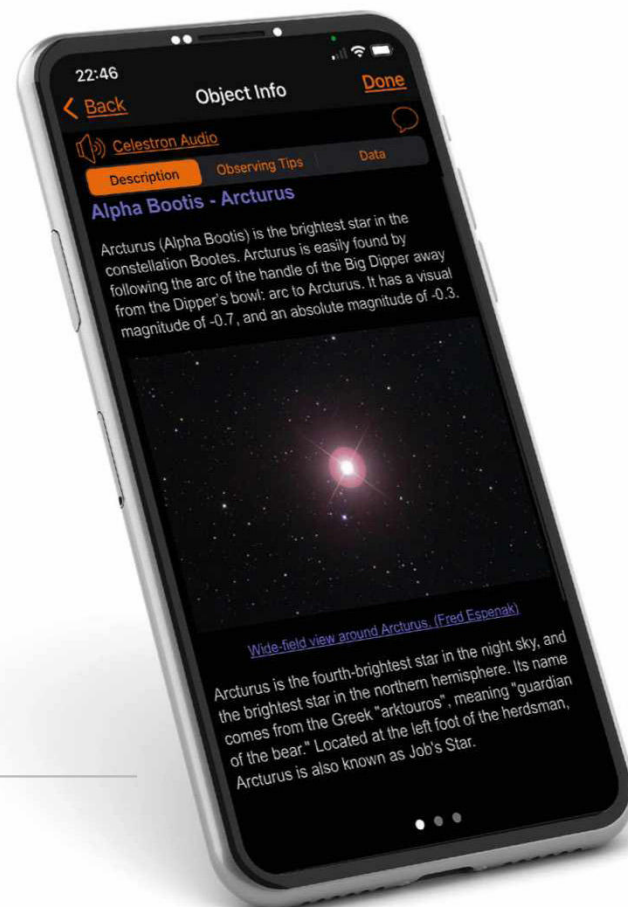 22:46
Back
Object Info
Done
Celestron Audio
Description
Observing Tips
Data
Alpha Bootis - Arcturus
Arcturus (Alpha Bootis) is the brightest star in the
constellation Bootes. Arcturus is easily found by
following the arc of the handle of the Big Dipper away
from the Dipper's bowl: arc to Arcturus. It has a visual
magnitude of -0.7, and an absolute magnitude of -0.3.
Wide-field view around Arcturus. (Fred Espenak)
Arcturus is the fourth-brightest star in the night sky, and
the brightest star in the northern hemisphere. Its name
comes from the Greek "arktouros", meaning "guardian
of the bear." Located at the left foot of the herdsman,
Arcturus is also known as Job's Star.